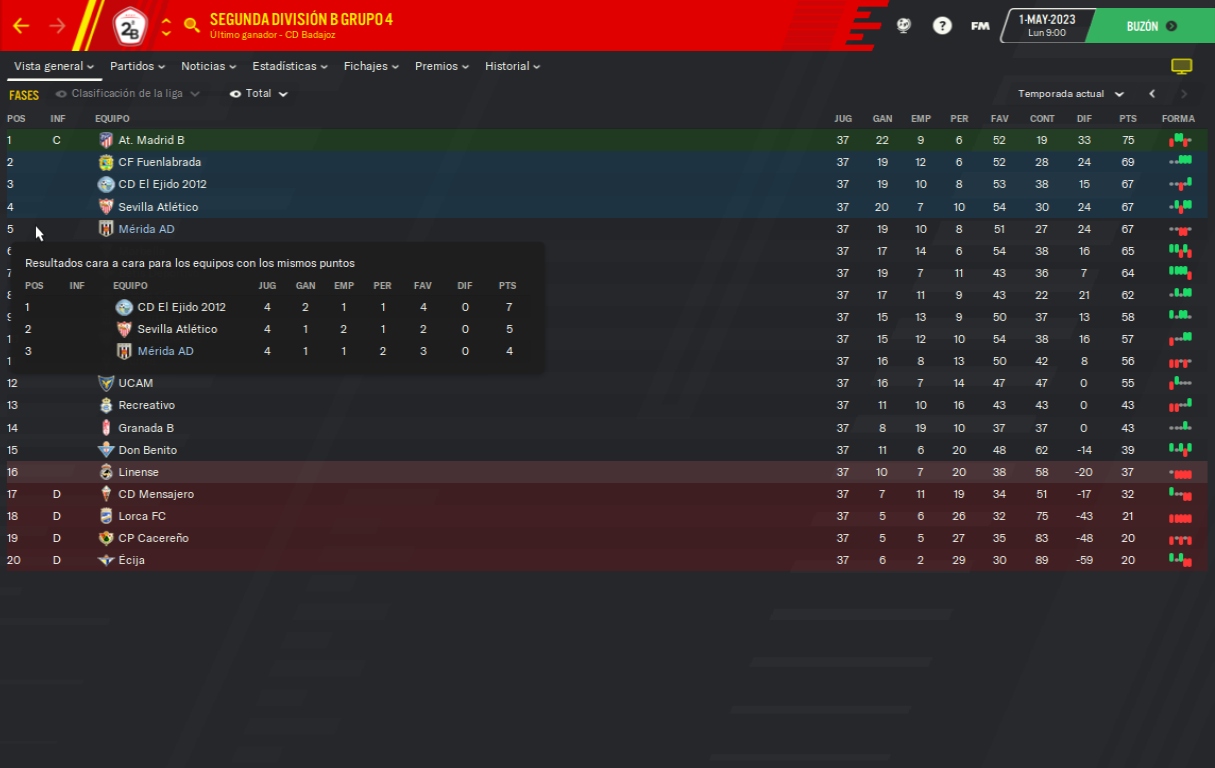 SEGUNDA DIVISIÓN B GRUPO 4
Último ganador - CD Badajoz
2ªB
FM
1-MAY-2023
Lun 9:00
BUZÓN
Vista general Partidos Noticias Estadísticas Fichajes Premios Historial
FASES Clasificación de la liga Total Temporada actual
POS INF EQUIPO JUG GAN EMP PER FAV CONT DIF PTS FORMA
1 C At. Madrid B 37 22 9 6 52 19 33 75
2 CF Fuenlabrada 37 19 12 6 52 28 24 69
3 CD El Ejido 2012 37 19 10 8 53 38 15 67
4 Sevilla Atlético 37 20 7 10 54 30 24 67
5 Mérida AD 37 19 10 8 51 27 24 67
37 17 14 6 54 38 16 65
37 19 7 11 43 36 7 64
37 17 11 9 43 22 21 62
37 15 13 9 50 37 13 58
37 15 12 10 54 38 16 57
37 16 8 13 50 42 8 56
Resultados cara a cara para los equipos con los mismos puntos
POS INF EQUIPO JUG GAN EMP PER FAV DIF PTS
1 CD El Ejido 2012 4 2 1 1 4 0 7
2 Sevilla Atlético 4 1 2 1 2 0 5
3 Mérida AD 4 1 1 2 3 0 4
12 UCAM 37 16 7 14 47 47 0 55
13 Recreativo 37 11 10 16 43 43 0 43
14 Granada B 37 8 19 10 37 37 0 43
15 Don Benito 37 11 6 20 48 62 -14 39
16 Linense 37 10 7 20 38 58 -20 37
17 D CD Mensajero 37 7 11 19 34 51 -17 32
18 D Lorca FC 37 5 6 26 32 75 -43 21
19 D CP Cacereño 37 5 5 27 35 83 -48 20
20 D Écija 37 6 2 29 30 89 -59 20